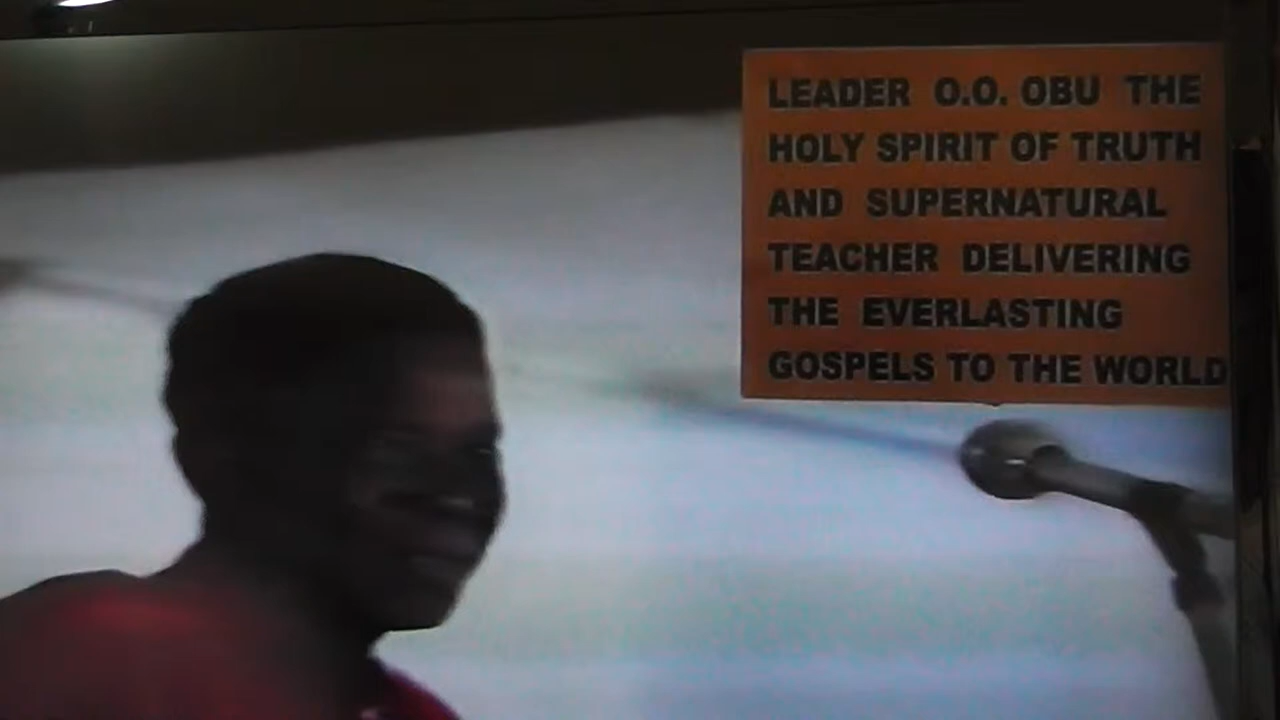 LEADER O.O. OBU THE
HOLY SPIRIT OF TRUTH
AND SUPERNATURAL
TEACHER DELIVERING
THE EVERLASTING
GOSPELS TO THE WORLD